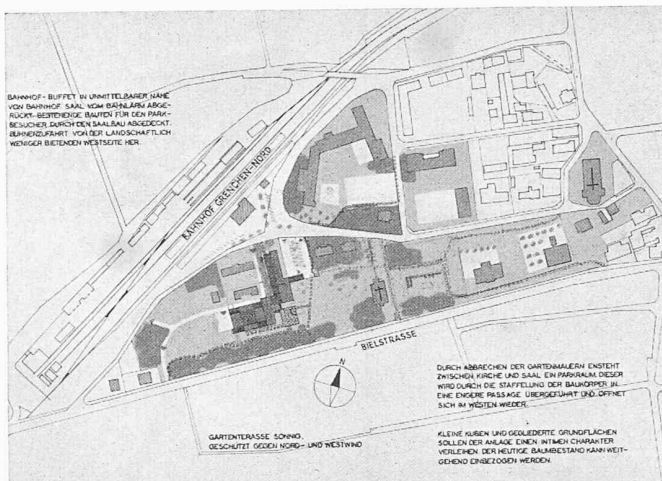 BAHNHOF-BUFFET IN UNMITTELBARER NÄHE
VON BAHNHOF. SAAL VOM BAHNLÄRM ABGE-
RÜCKT. BESTEHENDE BAUTEN FÜR DEN PARK-
BESUCHER DURCH DEN SAALBAU ABGEDECKT.
BÜHNENZUFAHRT VON DER LANDSCHAFTLICH
WENIGER BIETENDEN WESTSEITE HER.
BAHNHOF GRENCHEN-NORD
BIELSTRASSE
N
DURCH ABBRECHEN DER GARTENMAUERN ENSTEHT
ZWISCHEN KIRCHE UND SAAL EIN PARKRAUM. DIESER
WIRD DURCH DIE STAFFELUNG DER BAUKÖRPER IN
EINE ENGERE PASSAGE ÜBERGEFÜHRT UND ÖFFNET
SICH IM WESTEN WIEDER.
GARTENTERASSE SONNIG,
GESCHÜTZT GEGEN NORD- UND WESTWIND
KLEINE KUBEN UND GEGLIEDERTE GRUNDFLÄCHEN
SOLLEN DER ANLAGE EINEN INTIMEN CHARAKTER
VERLEIHEN. DER HEUTIGE BAUMBESTAND KANN WEIT-
GEHEND EINBEZOGEN WERDEN.